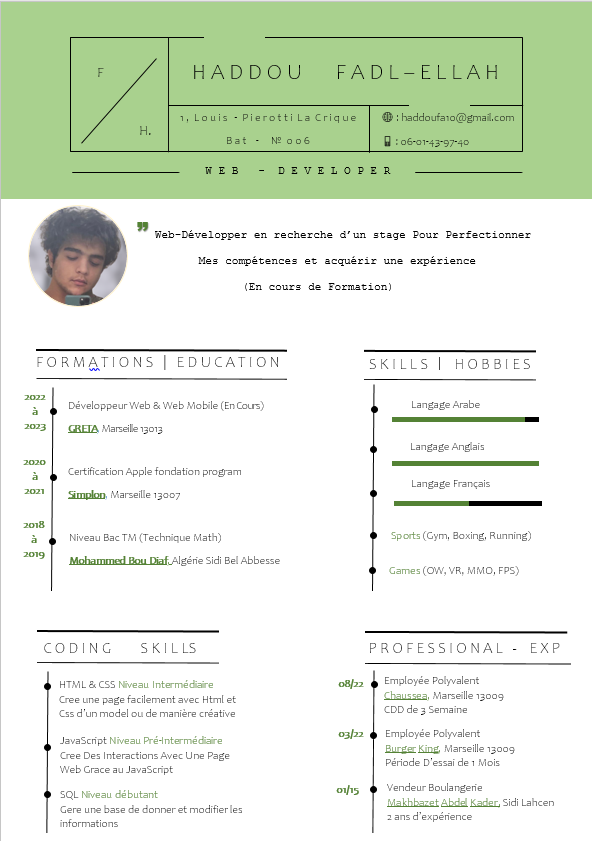 F
H.
HADDOU FADL–ELLAH
1, Louis - Pierotti La Crique
Bat - № 006
: haddoufa10@gmail.com
: 06-01-43-97-40
WEB - DEVELOPER
Web-Développer en recherche d’un stage Pour Perfectionner
Mes compétences et acquérir une expérience
(En cours de Formation)
FORMATIONS | EDUCATION
2022
à
2023
Développeur Web & Web Mobile (En Cours)
GRETA, Marseille 13013
2020
à
2021
Certification Apple fondation program
Simplon, Marseille 13007
2018
à
2019
Niveau Bac TM (Technique Math)
Mohammed Bou Diaf, Algérie Sidi Bel Abbesse
SKILLS | HOBBIES
Langage Arabe
Langage Anglais
Langage Français
Sports (Gym, Boxing, Running)
Games (OW, VR, MMO, FPS)
CODING SKILLS
HTML & CSS Niveau Intermédiaire
Cree une page facilement avec Html et
Css d’un model ou de manière créative
JavaScript Niveau Pré-Intermédiaire
Cree Des Interactions Avec Une Page
Web Grace au JavaScript
SQL Niveau débutant
Gere une base de donner et modifier les
informations
PROFESSIONAL - EXP
08/22
Employée Polyvalent
Chaussea, Marseille 13009
CDD de 3 Semaine
03/22
Employée Polyvalent
Burger King, Marseille 13009
Période D’essai de 1 Mois
01/15
Vendeur Boulangerie
Makhbazet Abdel Kader, Sidi Lahcen
2 ans d’expérience